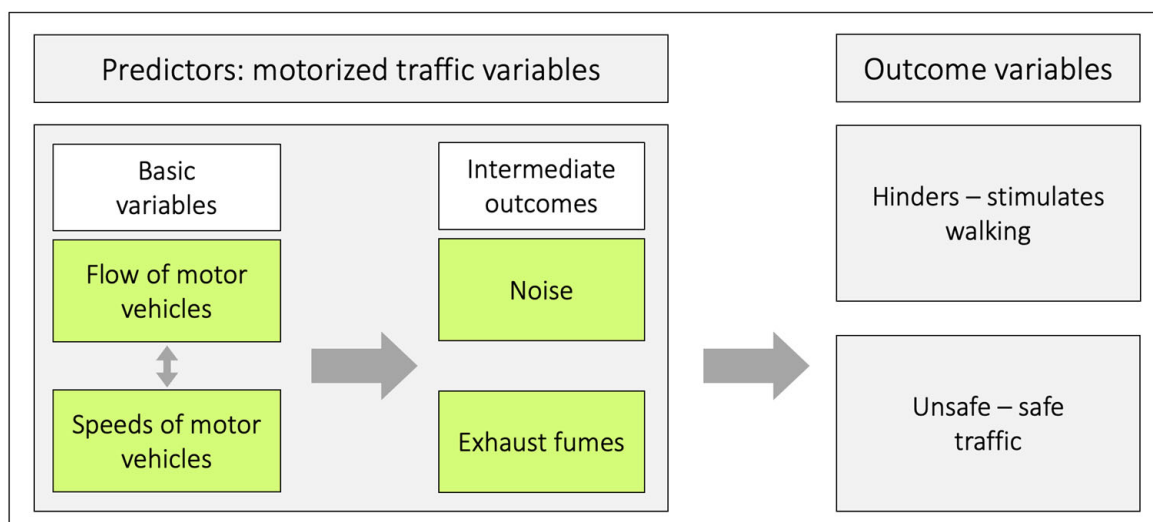 Predictors: motorized traffic variables
Outcome variables
Basic
variables
Intermediate
outcomes
Flow of motor
vehicles
Noise
Speeds of motor
vehicles
Exhaust fumes
Hinders – stimulates
walking
Unsafe – safe
traffic